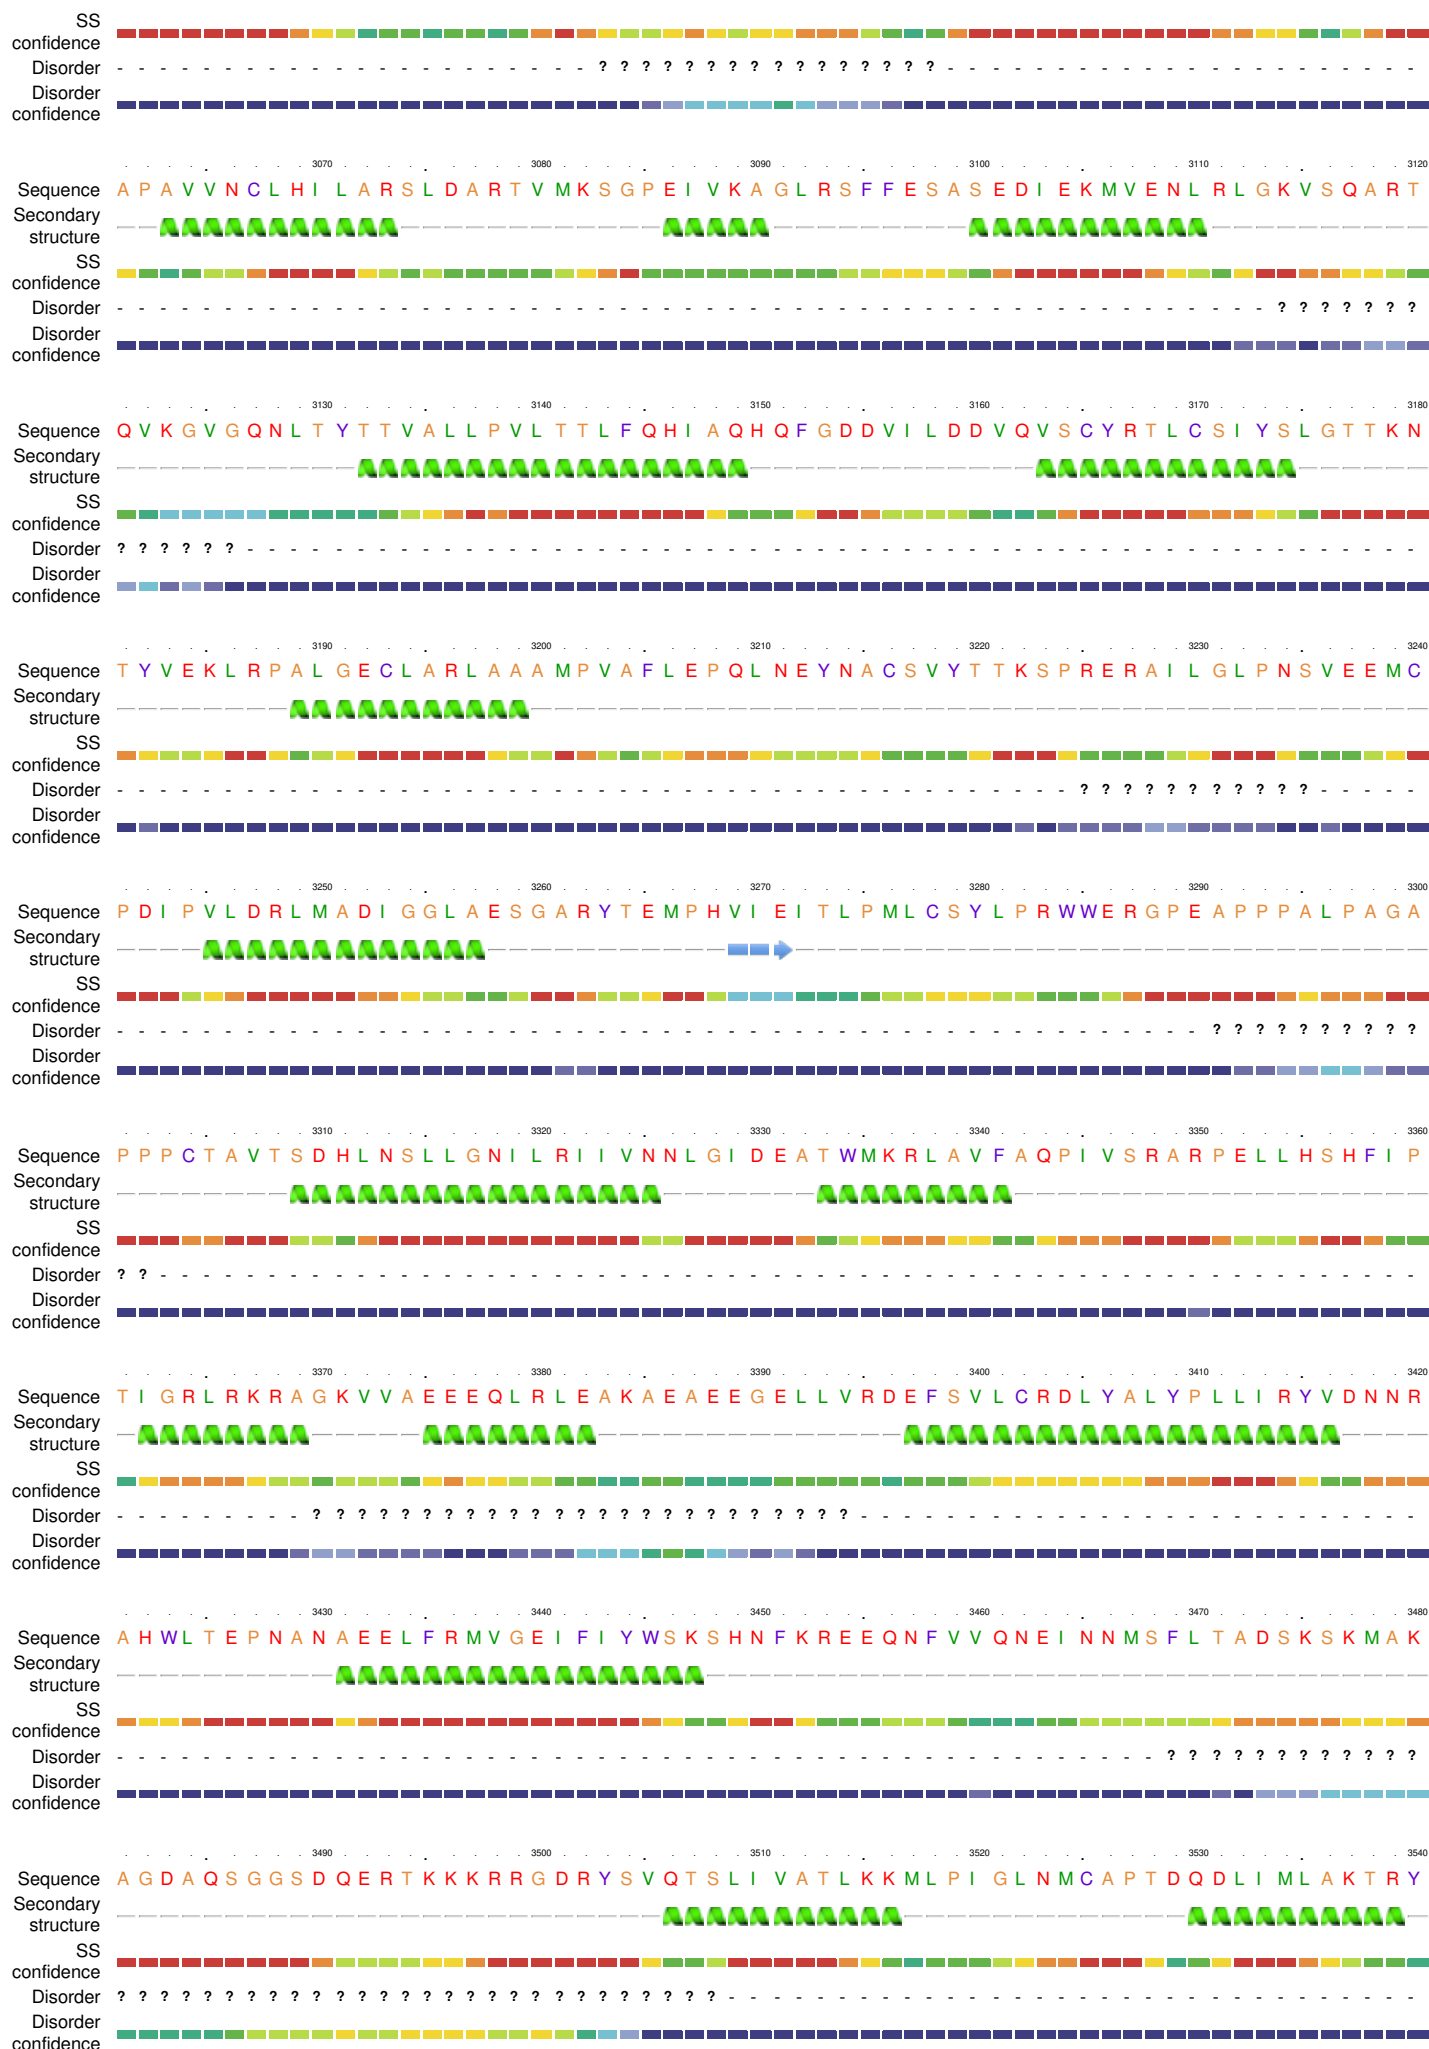 SS
confidence
Disorder - - - - - - - - - - - - - - - - - - - - - - ? ? ? ? ? ? ? ? ? ? ? ? ? ? ? ? - - - - - - - - - - - - - - - - - - - - - -
Disorder
confidence
3070 3080 3090 3100 3110 3120
Sequence A P A V V N C L H I L A R S L D A R T V M K S G P E I V K A G L R S F F E S A S E D I E K M V E N L R L G K V S Q A R T
Secondary
structure
SS
confidence
Disorder - - - - - - - - - - - - - - - - - - - - - - - - - - - - - - - - - - - - - - - - - - - - - - - - - - - - - ? ? ? ? ? ? ?
Disorder
confidence
3130 3140 3150 3160 3170 3180
Sequence Q V K G V G Q N L T Y T T V A L L P V L T T L F Q H I A Q H Q F G D D V I L D D V Q V S C Y R T L C S I Y S L G T T K N
Secondary
structure
SS
confidence
Disorder ? ? ? ? ? ? - - - - - - - - - - - - - - - - - - - - - - - - - - - - - - - - - - - - - - - - - - - - - - - - - - - - - -
Disorder
confidence
3190 3200 3210 3220 3230 3240
Sequence T Y V E K L R P A L G E C L A R L A A A M P V A F L E P Q L N E Y N A C S V Y T T K S P R E R A I L G L P N S V E E M C
Secondary
structure
SS
confidence
Disorder - - - - - - - - - - - - - - - - - - - - - - - - - - - - - - - - - - - - - - - - - - - - ? ? ? ? ? ? ? ? ? ? ? - - - - -
Disorder
confidence
3250 3260 3270 3280 3290 3300
Sequence P D I P V L D R L M A D I G G L A E S G A R Y T E M P H V I E I T L P M L C S Y L P R W W E R G P E A P P P A L P A G A
Secondary
structure
SS
confidence
Disorder - - - - - - - - - - - - - - - - - - - - - - - - - - - - - - - - - - - - - - - - - - - - - - - - - - ? ? ? ? ? ? ? ? ? ?
Disorder
confidence
3310 3320 3330 3340 3350 3360
Sequence P P P C T A V T S D H L N S L L G N I L R I I V N N L G I D E A T W M K R L A V F A Q P I V S R A R P E L L H S H F I P
Secondary
structure
SS
confidence
Disorder ? ? - - - - - - - - - - - - - - - - - - - - - - - - - - - - - - - - - - - - - - - - - - - - - - - - - - - - - - - - - -
Disorder
confidence
3370 3380 3390 3400 3410 3420
Sequence T I G R L R K R A G K V V A E E E Q L R L E A K A E A E E G E L L V R D E F S V L C R D L Y A L Y P L L I R Y V D N N R
Secondary
structure
SS
confidence
Disorder - - - - - - - - - ? ? ? ? ? ? ? ? ? ? ? ? ? ? ? ? ? ? ? ? ? ? ? ? ? - - - - - - - - - - - - - - - - - - - - - - - - - -
Disorder
confidence
3430 3440 3450 3460 3470 3480
Sequence A H W L T E P N A N A E E L F R M V G E I F I Y W S K S H N F K R E E Q N F V V Q N E I N N M S F L T A D S K S K M A K
Secondary
structure
SS
confidence
Disorder - - - - - - - - - - - - - - - - - - - - - - - - - - - - - - - - - - - - - - - - - - - - - - - - ? ? ? ? ? ? ? ? ? ? ? ?
Disorder
confidence
3490 3500 3510 3520 3530 3540
Sequence A G D A Q S G G S D Q E R T K K K R R G D R Y S V Q T S L I V A T L K K M L P I G L N M C A P T D Q D L I M L A K T R Y
Secondary
structure
SS
confidence
Disorder ? ? ? ? ? ? ? ? ? ? ? ? ? ? ? ? ? ? ? ? ? ? ? ? ? ? ? ? - - - - - - - - - - - - - - - - - - - - - - - - - - - - - - - -
Disorder
confidence